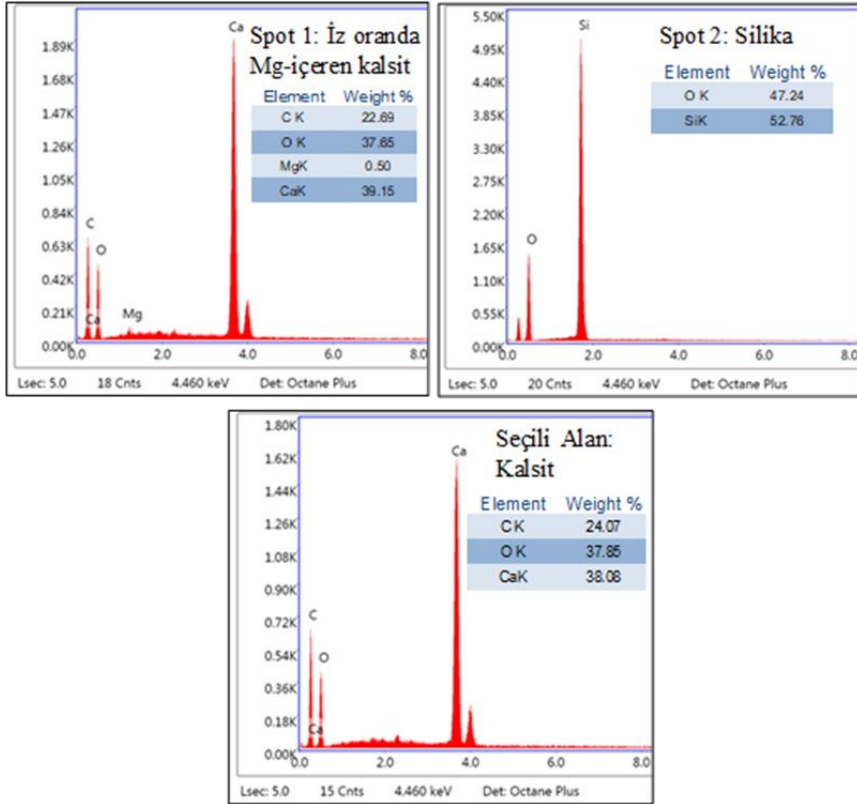 Spot 1: İz oranda
Mg-içeren kalsit
Element Weight %
C K 22.69
O K 37.65
MgK 0.50
CaK 39.15
1.89K
1.68K
1.47K
1.26K
1.05K
0.84K
0.63K
0.42K
0.21K
0.00K
Ca
C
O
Ca
Mg
0.0 2.0 4.0 6.0 8.0
Lsec: 5.0 18 Cnts 4.460 keV Det: Octane Plus
Spot 2: Silika
Element Weight %
O K 47.24
SiK 52.76
5.50K
4.95K
4.40K
3.85K
3.30K
2.75K
2.20K
1.65K
1.10K
0.55K
0.00K
Si
O
0.0 2.0 4.0 6.0 8.0
Lsec: 5.0 20 Cnts 4.460 keV Det: Octane Plus
Seçili Alan:
Kalsit
Element Weight %
C K 24.07
O K 37.85
CaK 38.08
1.80K
1.62K
1.44K
1.26K
1.08K
0.90K
0.72K
0.54K
0.36K
0.18K
0.00K
Ca
C
O
Ca
0.0 2.0 4.0 6.0 8.0
Lsec: 5.0 15 Cnts 4.460 keV Det: Octane Plus